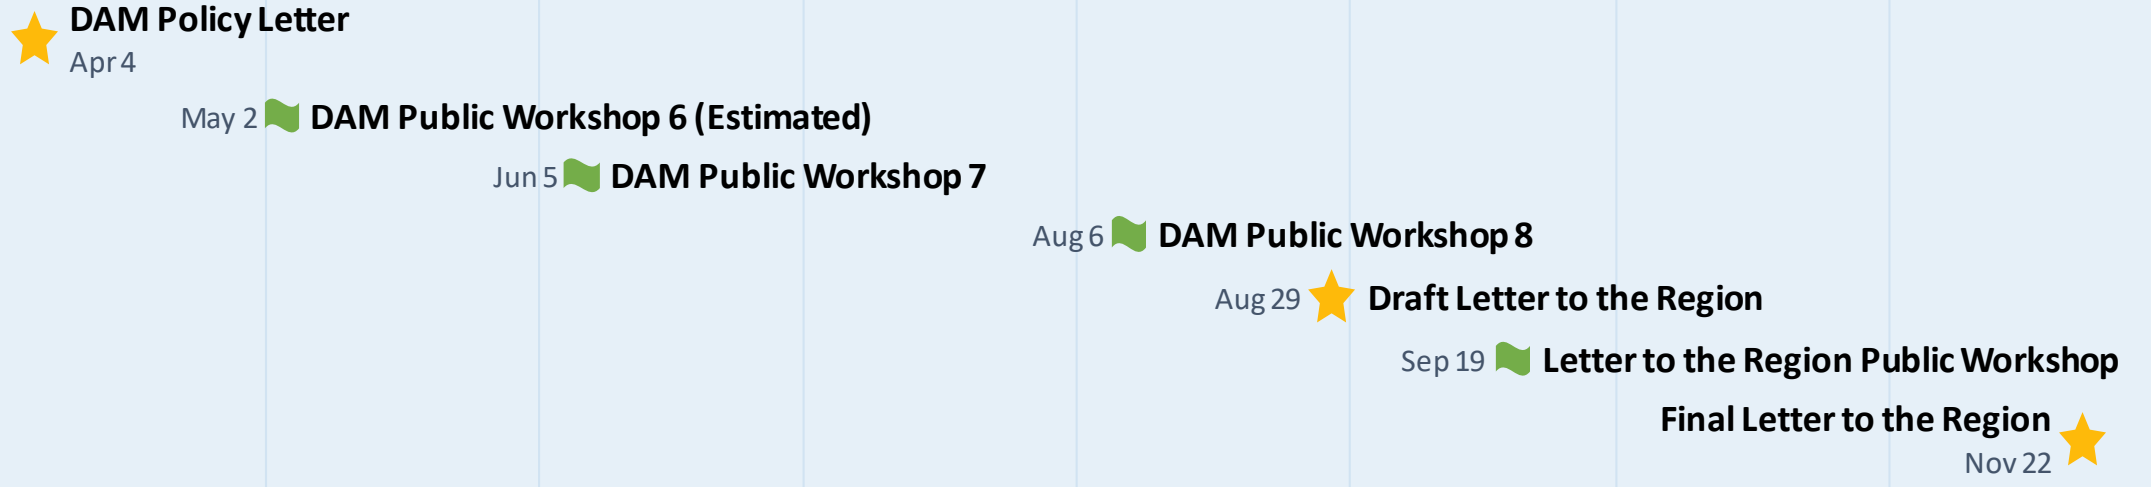 DAM Policy Letter
Apr 4
May 2 DAM Public Workshop 6 (Estimated)
Jun 5 DAM Public Workshop 7
Aug 6 DAM Public Workshop 8
Aug 29 Draft Letter to the Region
Sep 19 Letter to the Region Public Workshop
Final Letter to the Region
Nov 22